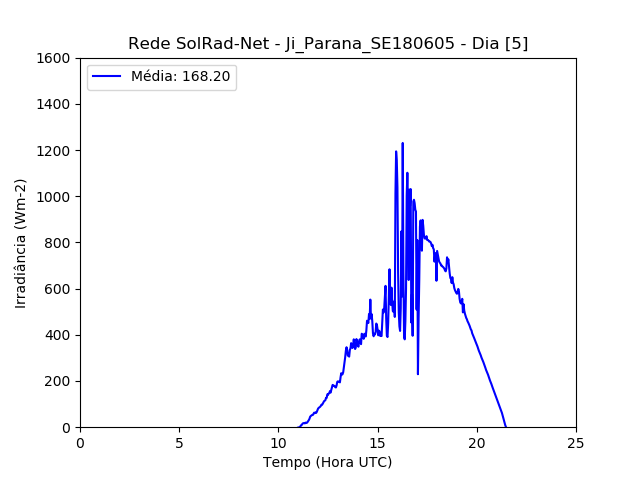 Rede SolRad-Net - Ji_Parana_SE180605 - Dia [5]
Média: 168.20
Irradiância (Wm-2)
1600
1400
1200
1000
800
600
400
200
0
0 5 10 15 20 25
Tempo (Hora UTC)